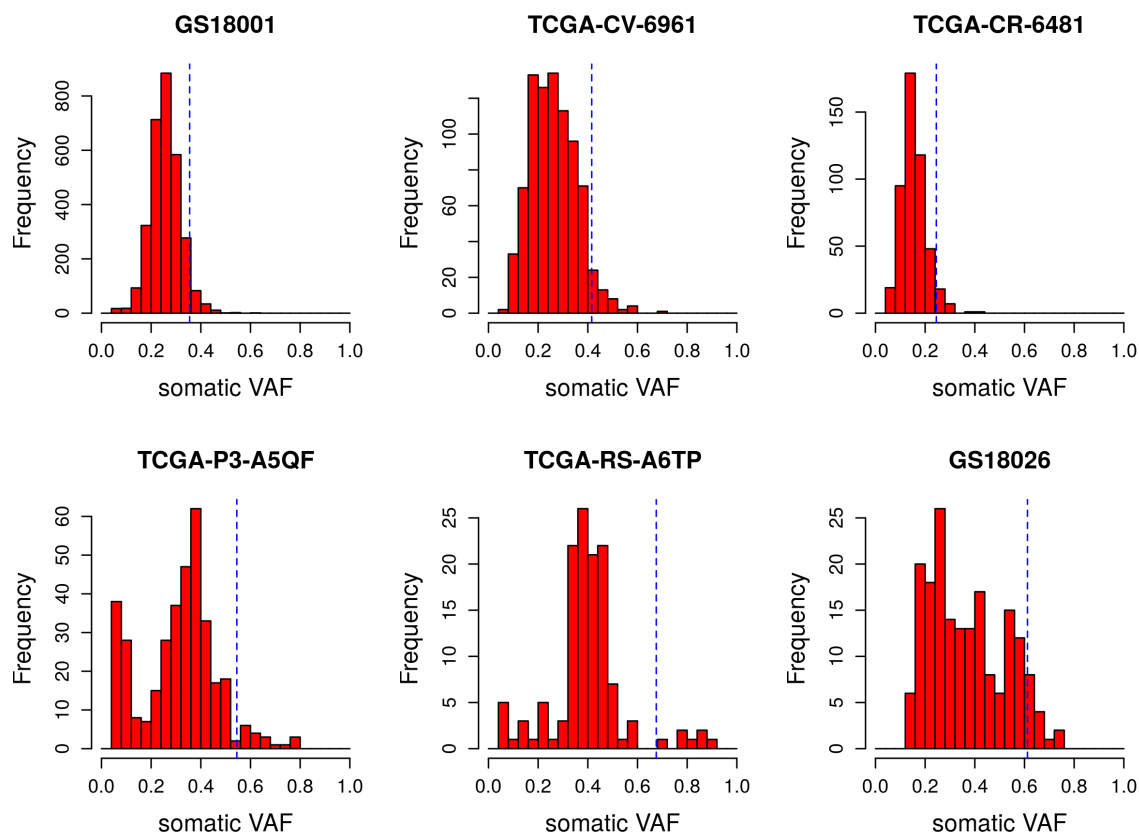 GS18001
TCGA-CV-6961
TCGA-CR-6481
Frequency
0 200 400 600 800
0.0 0.2 0.4 0.6 0.8 1.0
somatic VAF
Frequency
0 20 60 100
0.0 0.2 0.4 0.6 0.8 1.0
somatic VAF
Frequency
0 50 100 150
0.0 0.2 0.4 0.6 0.8 1.0
somatic VAF
TCGA-P3-A5QF
TCGA-RS-A6TP
GS18026
Frequency
0 10 20 30 40 50 60
0.0 0.2 0.4 0.6 0.8 1.0
somatic VAF
Frequency
0 5 10 15 20 25
0.0 0.2 0.4 0.6 0.8 1.0
somatic VAF
Frequency
0 5 10 15 20 25
0.0 0.2 0.4 0.6 0.8 1.0
somatic VAF